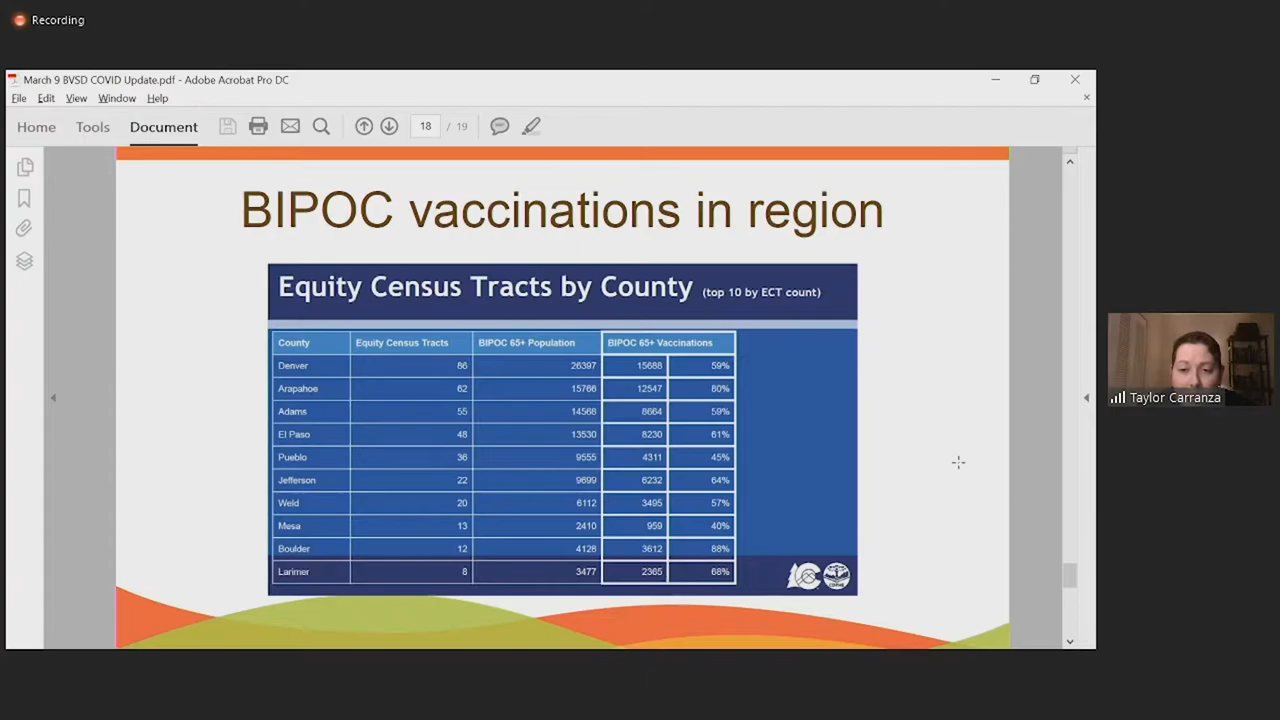 Recording
March 9 BVSD COVID Update.pdf - Adobe Acrobat Pro DC
File Edit View Window Help
Home Tools Document 18 / 19
BIPOC vaccinations in region
Equity Census Tracts by County (top 10 by ECT count)
County Equity Census Tracts BIPOC 65+ Population BIPOC 65+ Vaccinations
Denver 86 26397 15688 59%
Arapahoe 62 15766 12547 80%
Adams 55 14568 8664 59%
El Paso 48 13530 8230 61%
Pueblo 36 9555 4311 45%
Jefferson 22 9699 6232 64%
Weld 20 6112 3495 57%
Mesa 13 2410 959 40%
Boulder 12 4128 3612 88%
Larimer 8 3477 2365 68%
Taylor Carranza